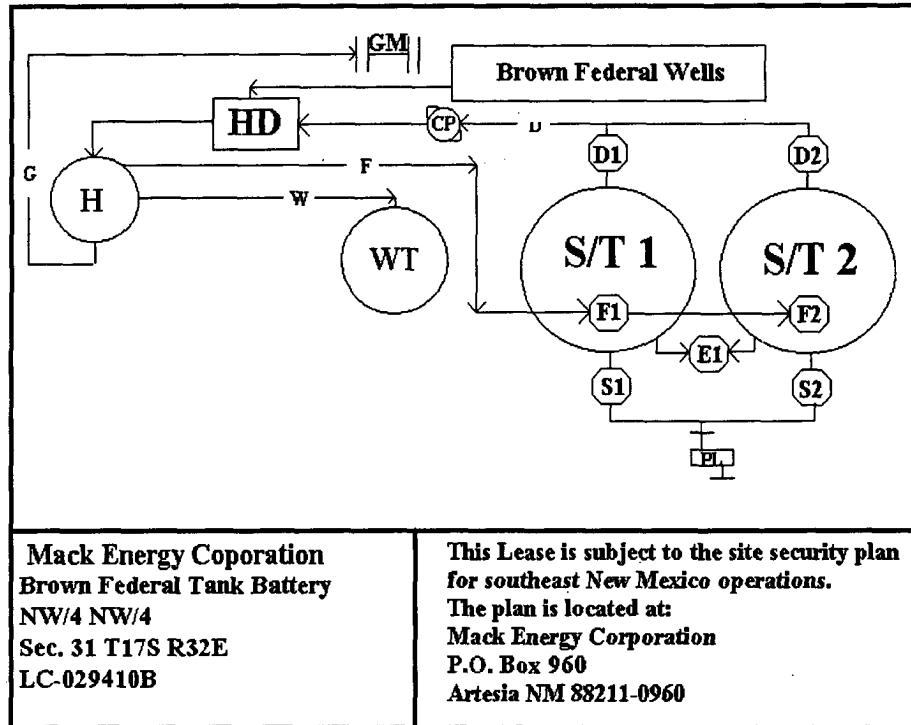 GM
Brown Federal Wells
HD
CP
D
D1
D2
G
H
F
W
WT
S/T 1
S/T 2
F1
F2
E1
S1
S2
PL
Mack Energy Coporation
Brown Federal Tank Battery
NW/4 NW/4
Sec. 31 T17S R32E
LC-029410B
This Lease is subject to the site security plan
for southeast New Mexico operations.
The plan is located at:
Mack Energy Corporation
P.O. Box 960
Artesia NM 88211-0960